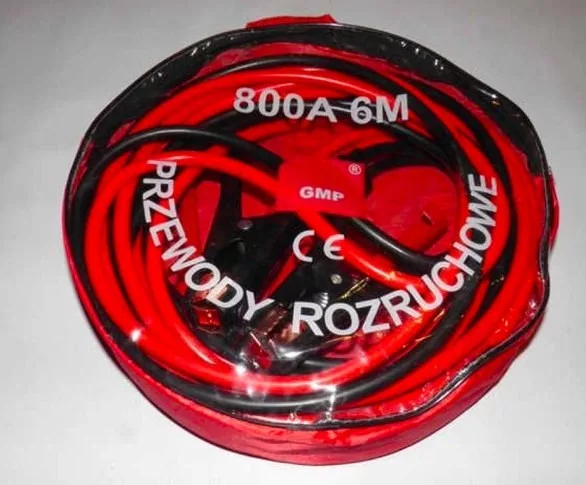 800A 6M
GMP®
CE
PRZEWODY ROZRUCHOWE